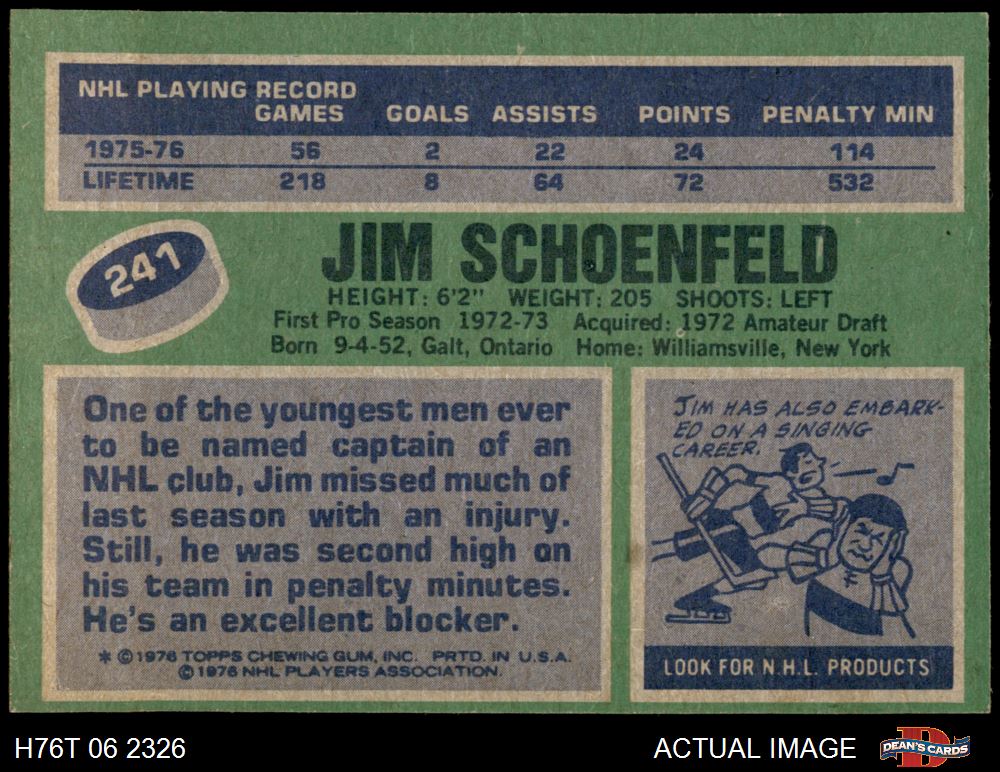 NHL PLAYING RECORD
GAMES GOALS ASSISTS POINTS PENALTY MIN
1975-76 56 2 22 24 114
LIFETIME 218 8 64 72 532
241
JIM SCHOENFELD
HEIGHT: 6'2" WEIGHT: 205 SHOOTS: LEFT
First Pro Season 1972-73 Acquired: 1972 Amateur Draft
Born 9-4-52, Galt, Ontario Home: Williamsville, New York
One of the youngest men ever
to be named captain of an
NHL club, Jim missed much of
last season with an injury.
Still, he was second high on
his team in penalty minutes.
He's an excellent blocker.
* ©1976 TOPPS CHEWING GUM, INC. PRTD. IN U.S.A.
©1976 NHL PLAYERS ASSOCIATION.
JIM HAS ALSO EMBARK-
ED ON A SINGING
CAREER.
LOOK FOR N.H.L. PRODUCTS
H76T 06 2326
ACTUAL IMAGE
D
DEAN'S CARDS